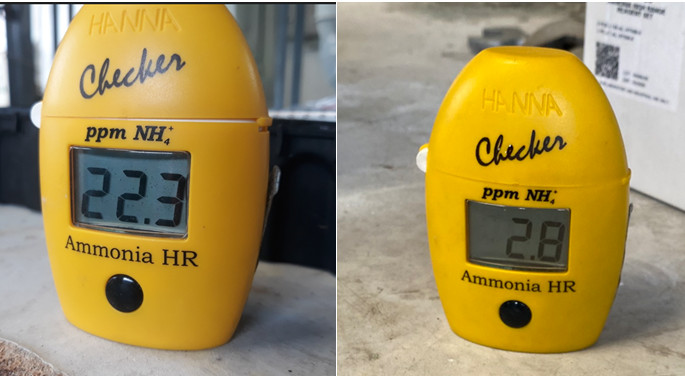 HANNA
Checker
ppm NH₄⁺
22.3
Ammonia HR
HANNA
Checker
ppm NH₄⁺
2.8
Ammonia HR